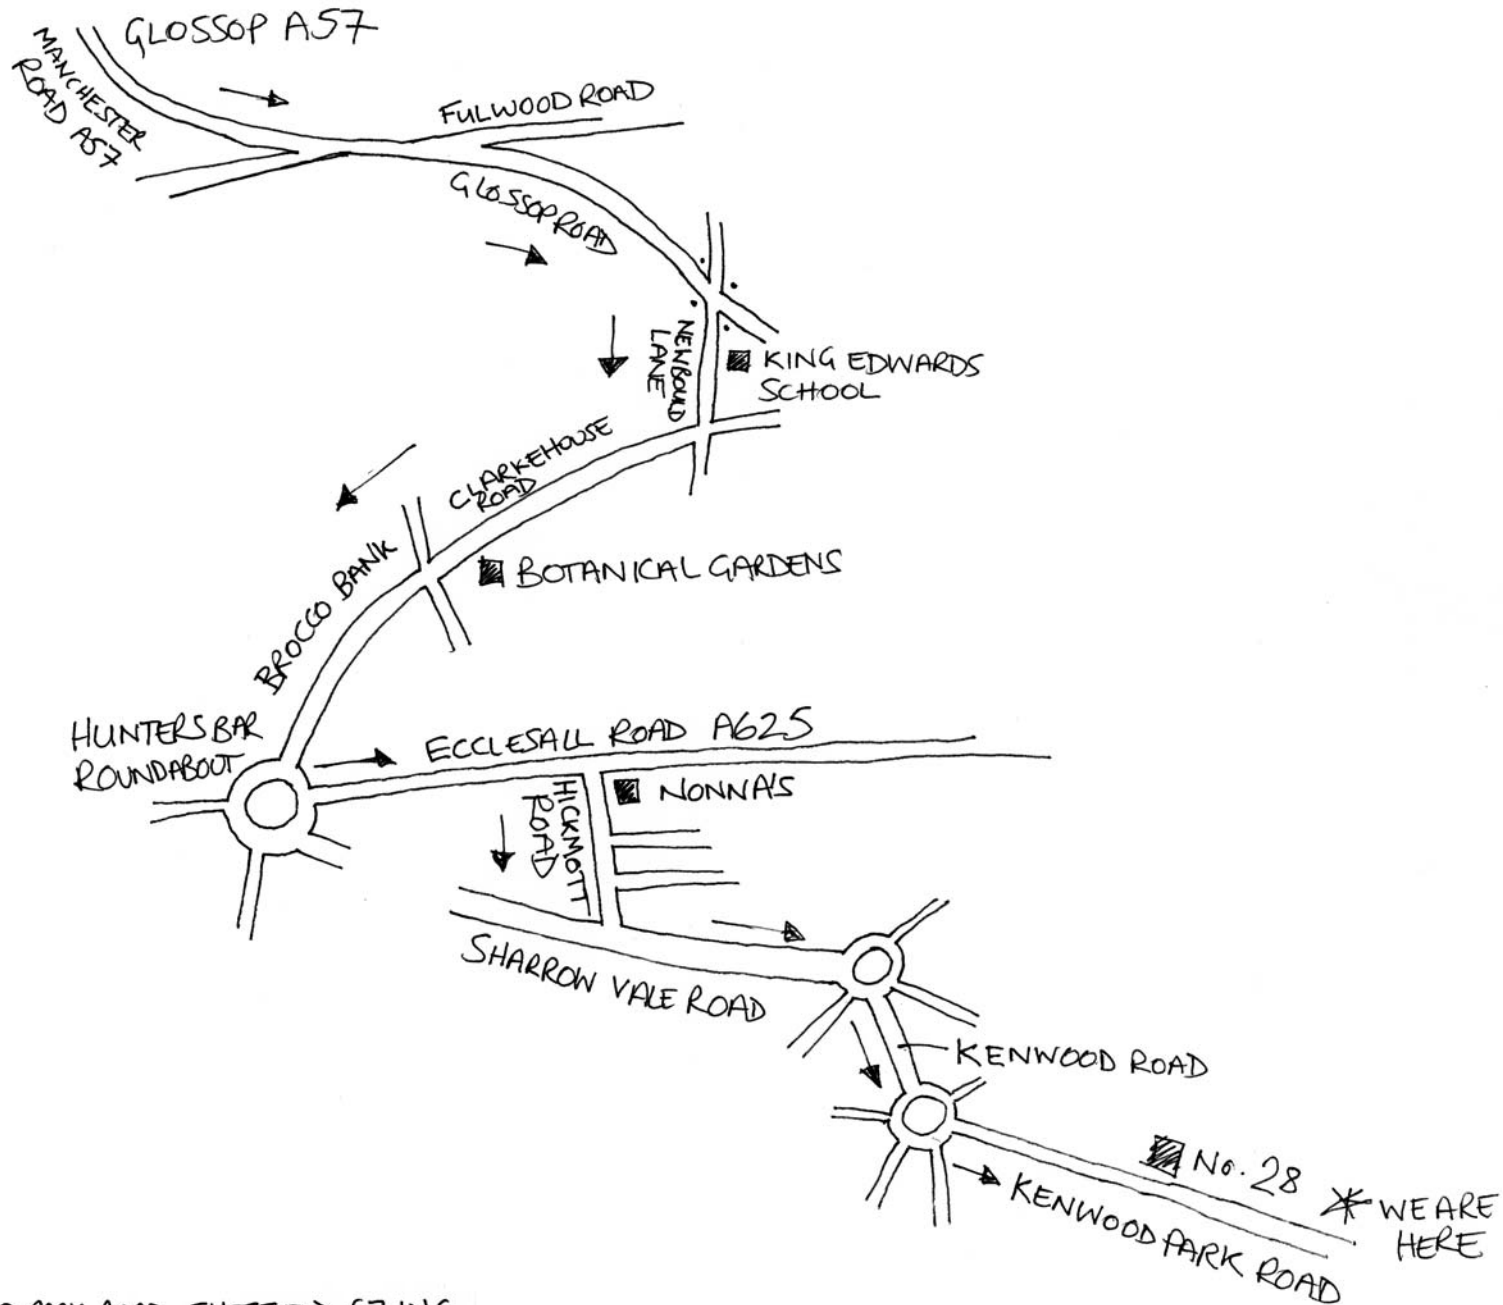 GLOSSOP A57
MANCHESTER
ROAD A57
FULWOOD ROAD
GLOSSOP ROAD
NEWBOULD
LANE
KING EDWARDS
SCHOOL
CLARKEHOUSE
ROAD
BROCCO BANK
BOTANICAL GARDENS
HUNTERS BAR
ROUNDABOUT
ECCLESALL ROAD A625
HICKMOTT
ROAD
NONNA'S
SHARROW VALE ROAD
KENWOOD ROAD
No. 28
WE ARE
HERE
KENWOOD PARK ROAD